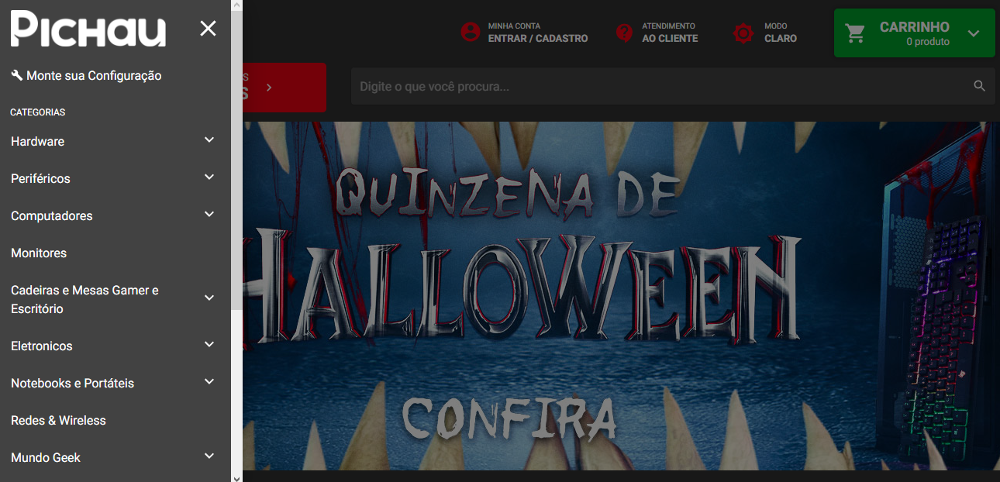 PICHAU
Monte sua Configuração
CATEGORIAS
Hardware
Periféricos
Computadores
Monitores
Cadeiras e Mesas Gamer e
Escritório
Eletronicos
Notebooks e Portáteis
Redes & Wireless
Mundo Geek
MINHA CONTA
ENTRAR / CADASTRO
ATENDIMENTO
AO CLIENTE
MODO
CLARO
CARRINHO
0 produto
S
S
Digite o que você procura...
QUINZENA DE
HALLOWEEN
CONFIRA